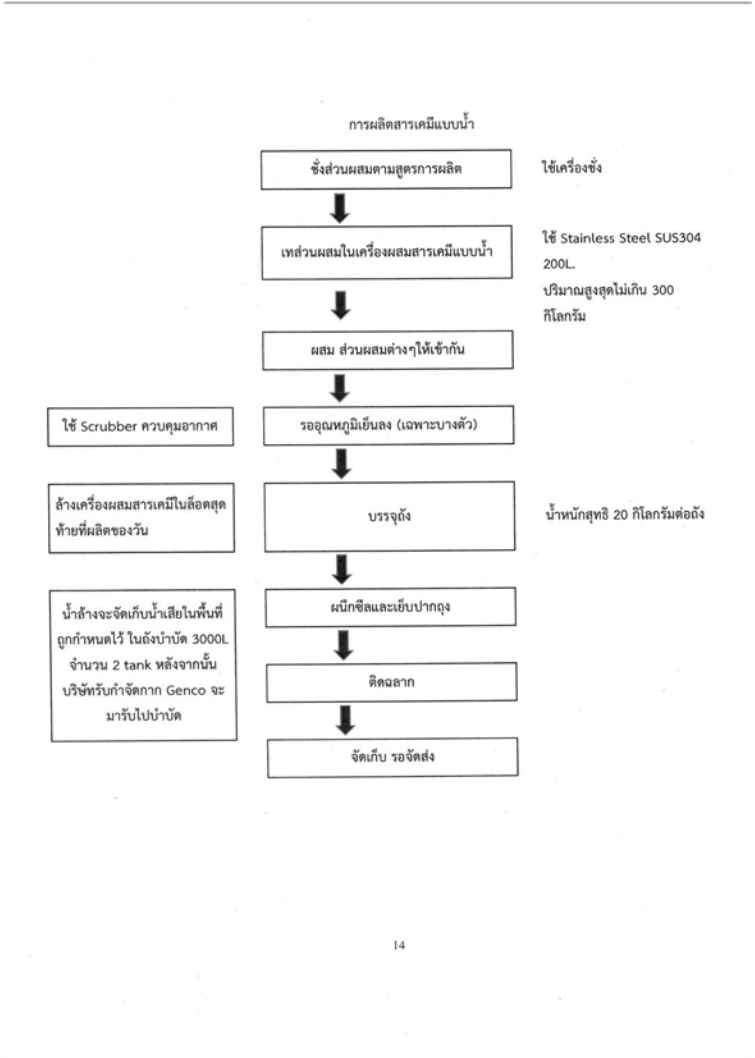 การผลิตสารเคมีแบบน้ำ
ชั่งส่วนผสมตามสูตรการผลิต
ใช้เครื่องชั่ง
เทส่วนผสมในเครื่องผสมสารเคมีแบบน้ำ
ใช้ Stainless Steel SUS304
200L.
ปริมาณสูงสุดไม่เกิน 300
กิโลกรัม
ผสม ส่วนผสมต่างๆให้เข้ากัน
ใช้ Scrubber ควบคุมอากาศ
รออุณหภูมิเย็นลง (เฉพาะบางตัว)
ล้างเครื่องผสมสารเคมีในล็อตสุด
ท้ายที่ผลิตของวัน
บรรจุถัง
น้ำหนักสุทธิ 20 กิโลกรัมต่อถัง
น้ำล้างจะจัดเก็บน้ำเสียในพื้นที่
ถูกกำหนดไว้ ในถังบำบัด 3000L
จำนวน 2 tank หลังจากนั้น
บริษัทรับกำจัดกาก Genco จะ
มารับไปบำบัด
ผนึกซีลและเย็บปากถุง
ติดฉลาก
จัดเก็บ รอจัดส่ง
14